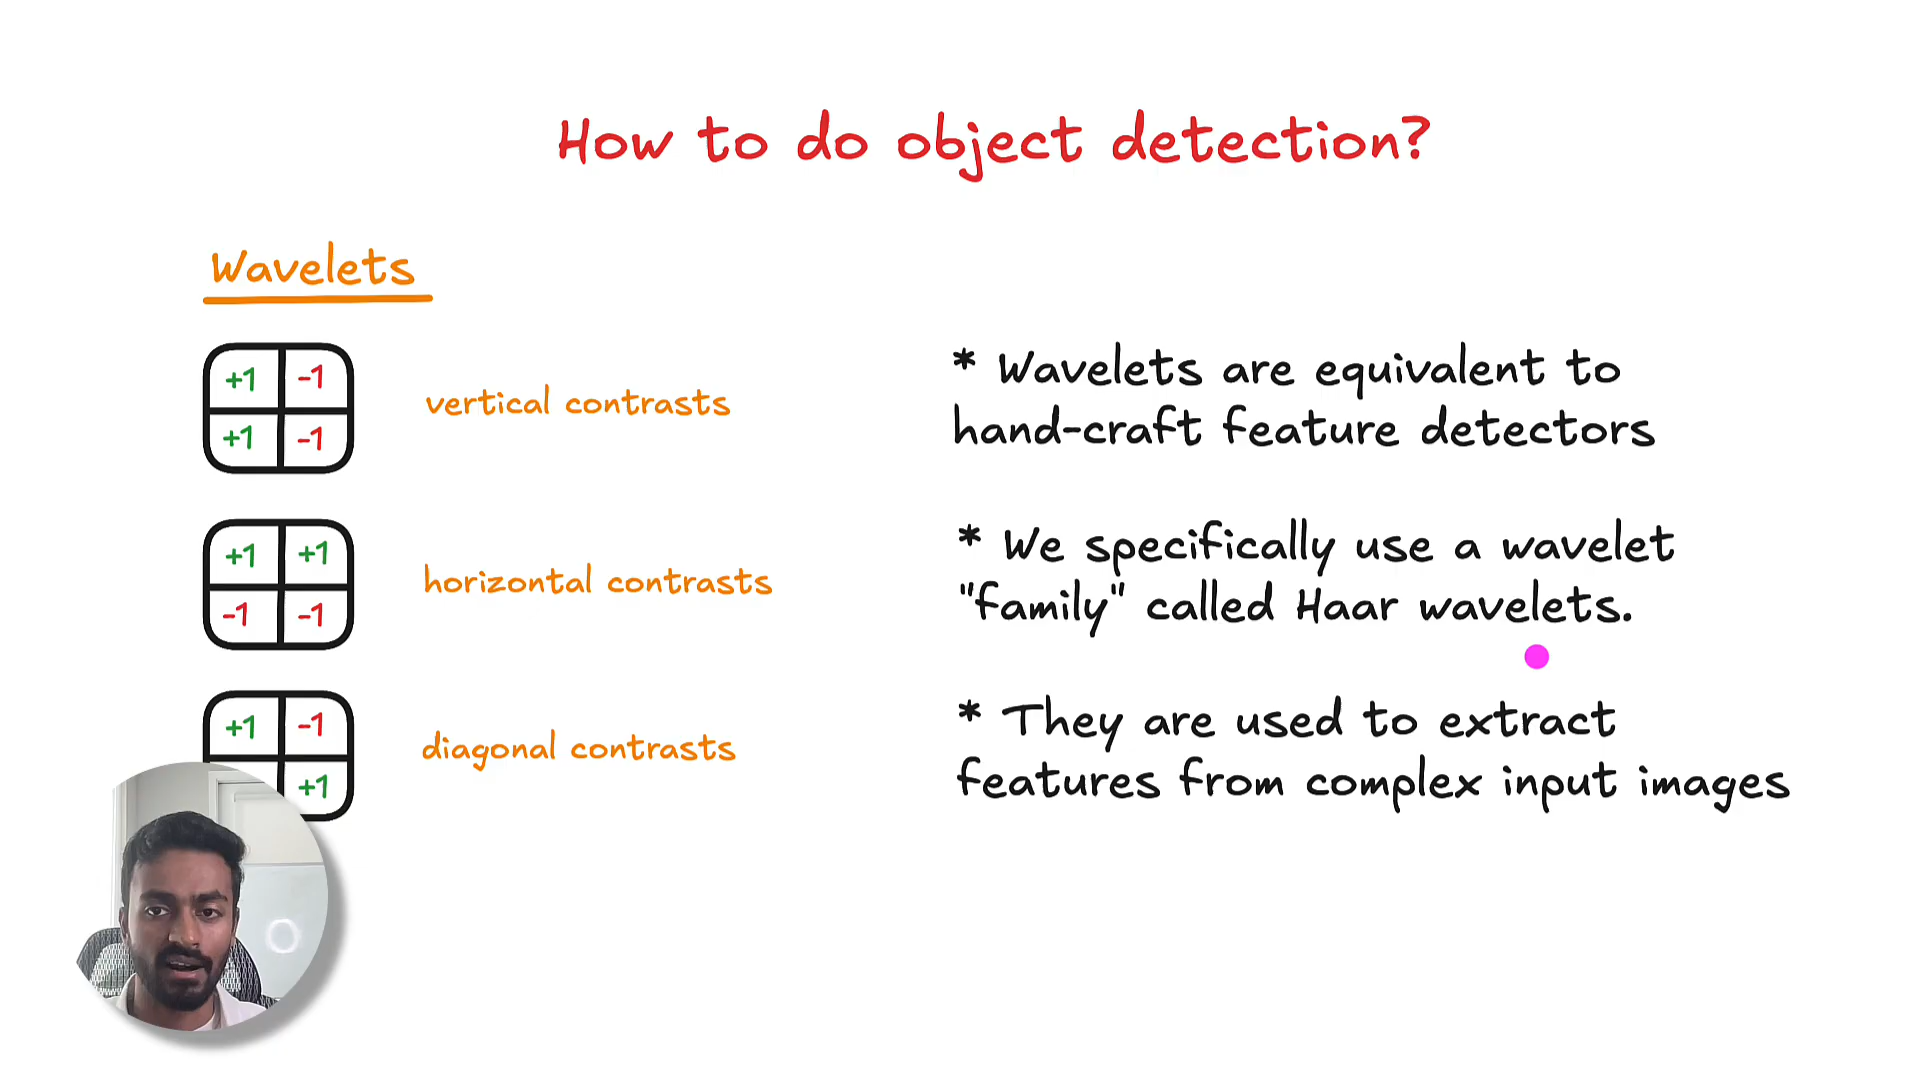 How to do object detection?
Wavelets
+1 -1
+1 -1
vertical contrasts
+1 +1
-1 -1
horizontal contrasts
+1 -1
+1
diagonal contrasts
* Wavelets are equivalent to
hand-craft feature detectors
* We specifically use a wavelet
"family" called Haar wavelets.
* They are used to extract
features from complex input images